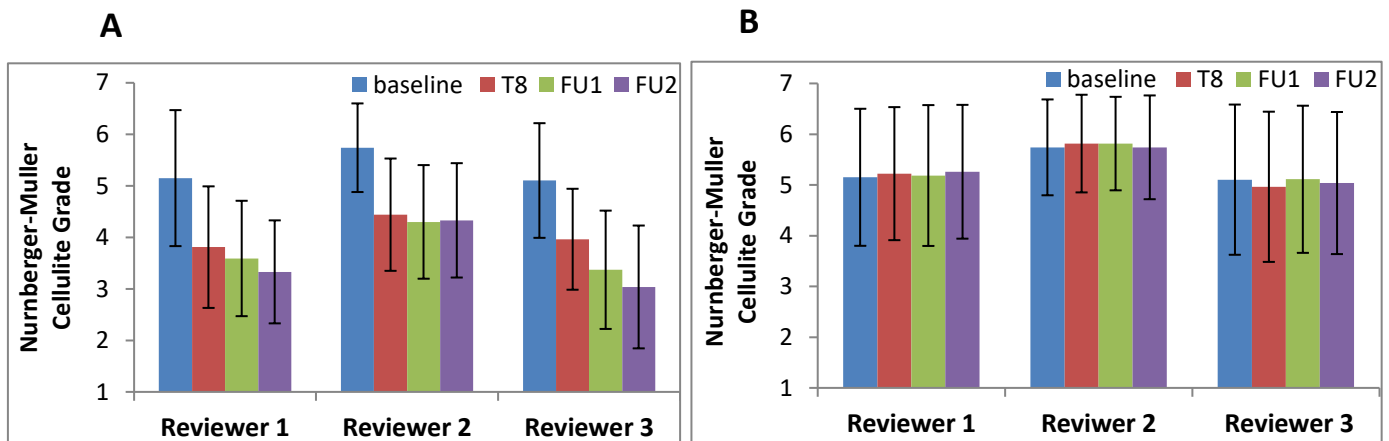 A
Nurnberger-Muller
Cellulite Grade
7
6
5
4
3
2
1
baseline T8 FU1 FU2
Reviewer 1 Reviewer 2 Reviewer 3
B
Nurnberger-Muller
Cellulite Grade
7
6
5
4
3
2
1
baseline T8 FU1 FU2
Reviewer 1 Reviwer 2 Reviewer 3